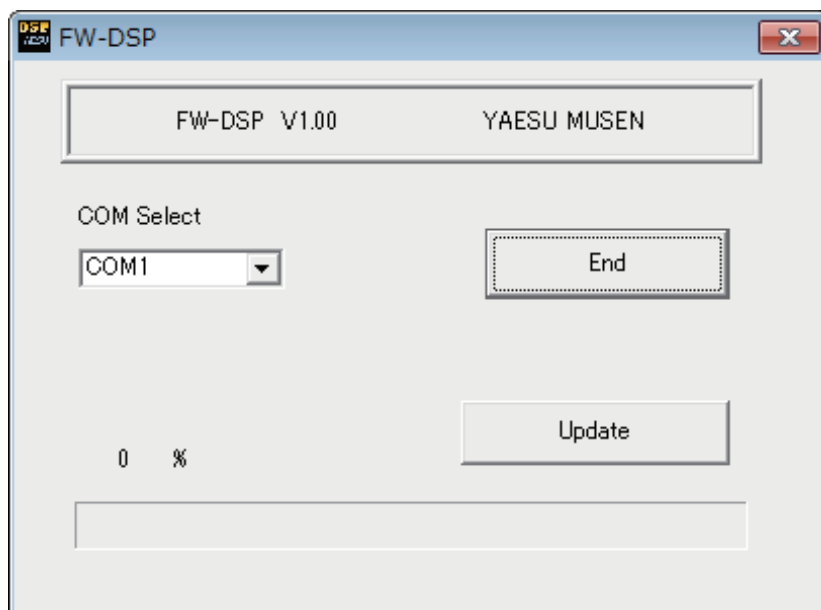 FW-DSP
FW-DSP V1.00 YAESU MUSEN
COM Select
COM1
End
Update
0 %